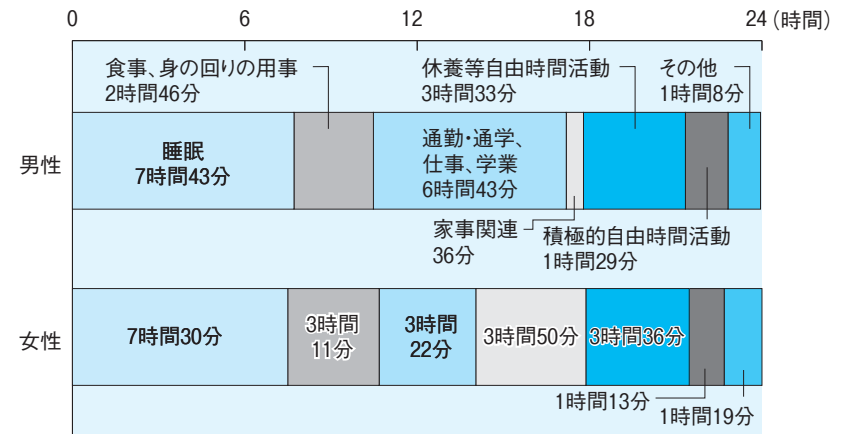 0 6 12 18 24 (時間)
食事、身の回りの用事
2時間46分
休養等自由時間活動
3時間33分
その他
1時間8分
男性
睡眠
7時間43分
通勤・通学、
仕事、学業
6時間43分
家事関連
36分
積極的自由時間活動
1時間29分
女性
7時間30分
3時間
11分
3時間
22分
3時間50分
3時間36分
1時間13分
1時間19分